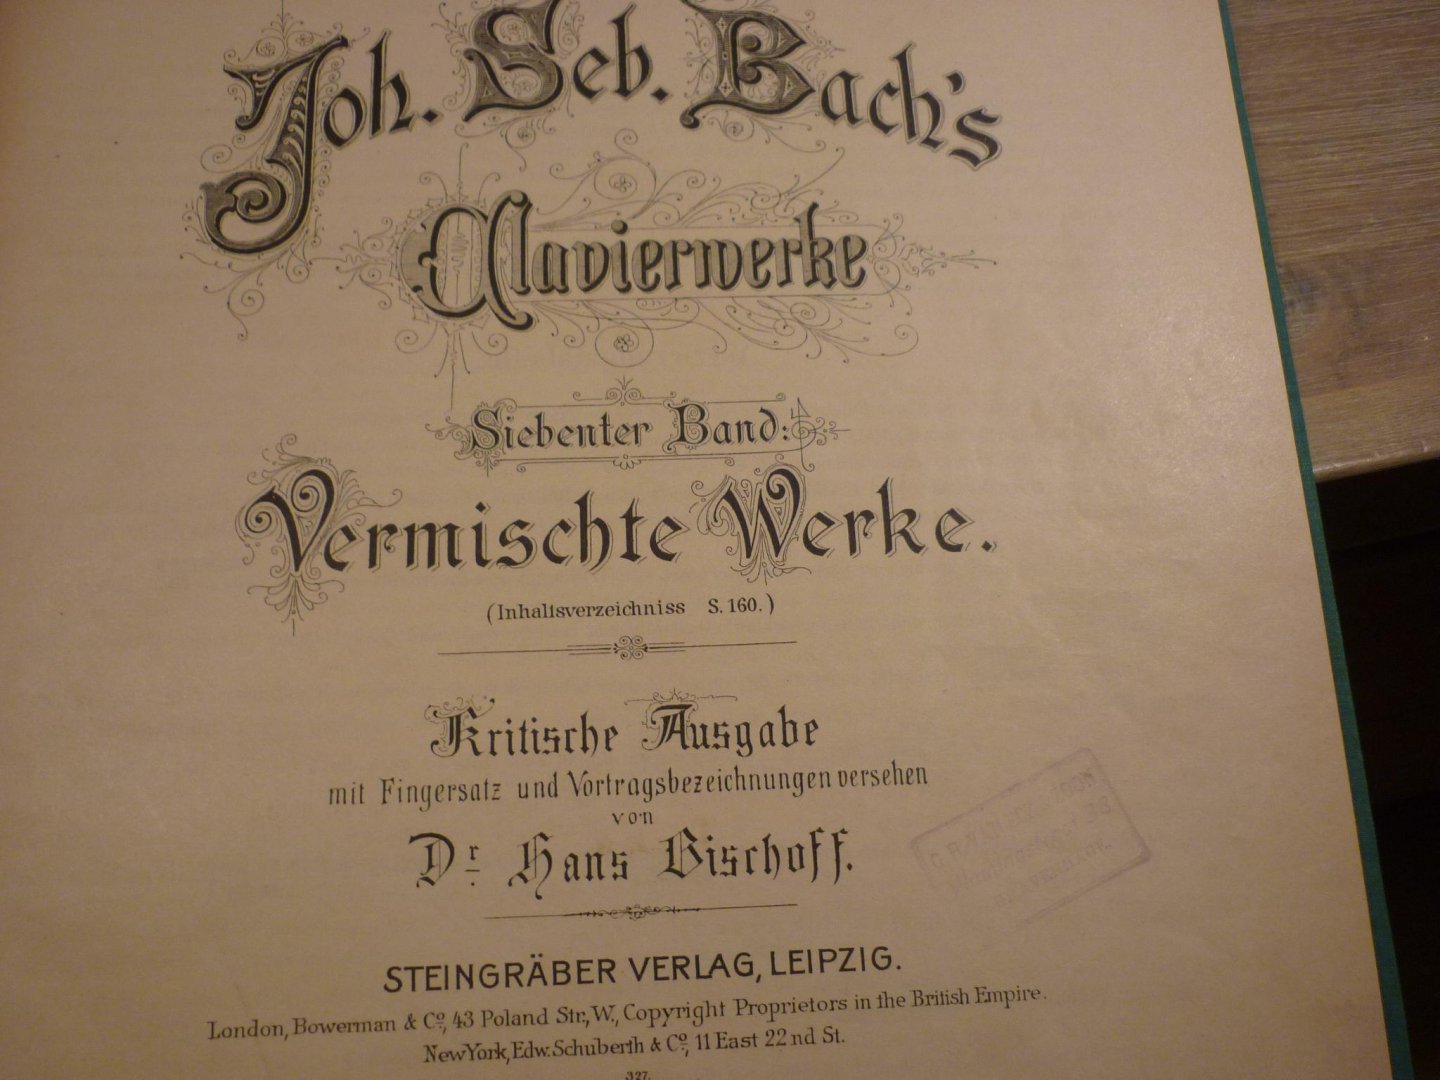 Joh. Seb. Bach's
Clavierwerke
Siebenter Band:
Vermischte Werke.
(Inhaltsverzeichniss S. 160.)
Kritische Ausgabe
mit Fingersatz und Vortragsbezeichnungen versehen
von
Dr. Hans Bischoff.
STEINGRÄBER VERLAG, LEIPZIG.
London, Bowerman & Co., 43 Poland Str., W., Copyright Proprietors in the British Empire.
New York, Edw. Schuberth & Co., 11 East 22nd St.
327.